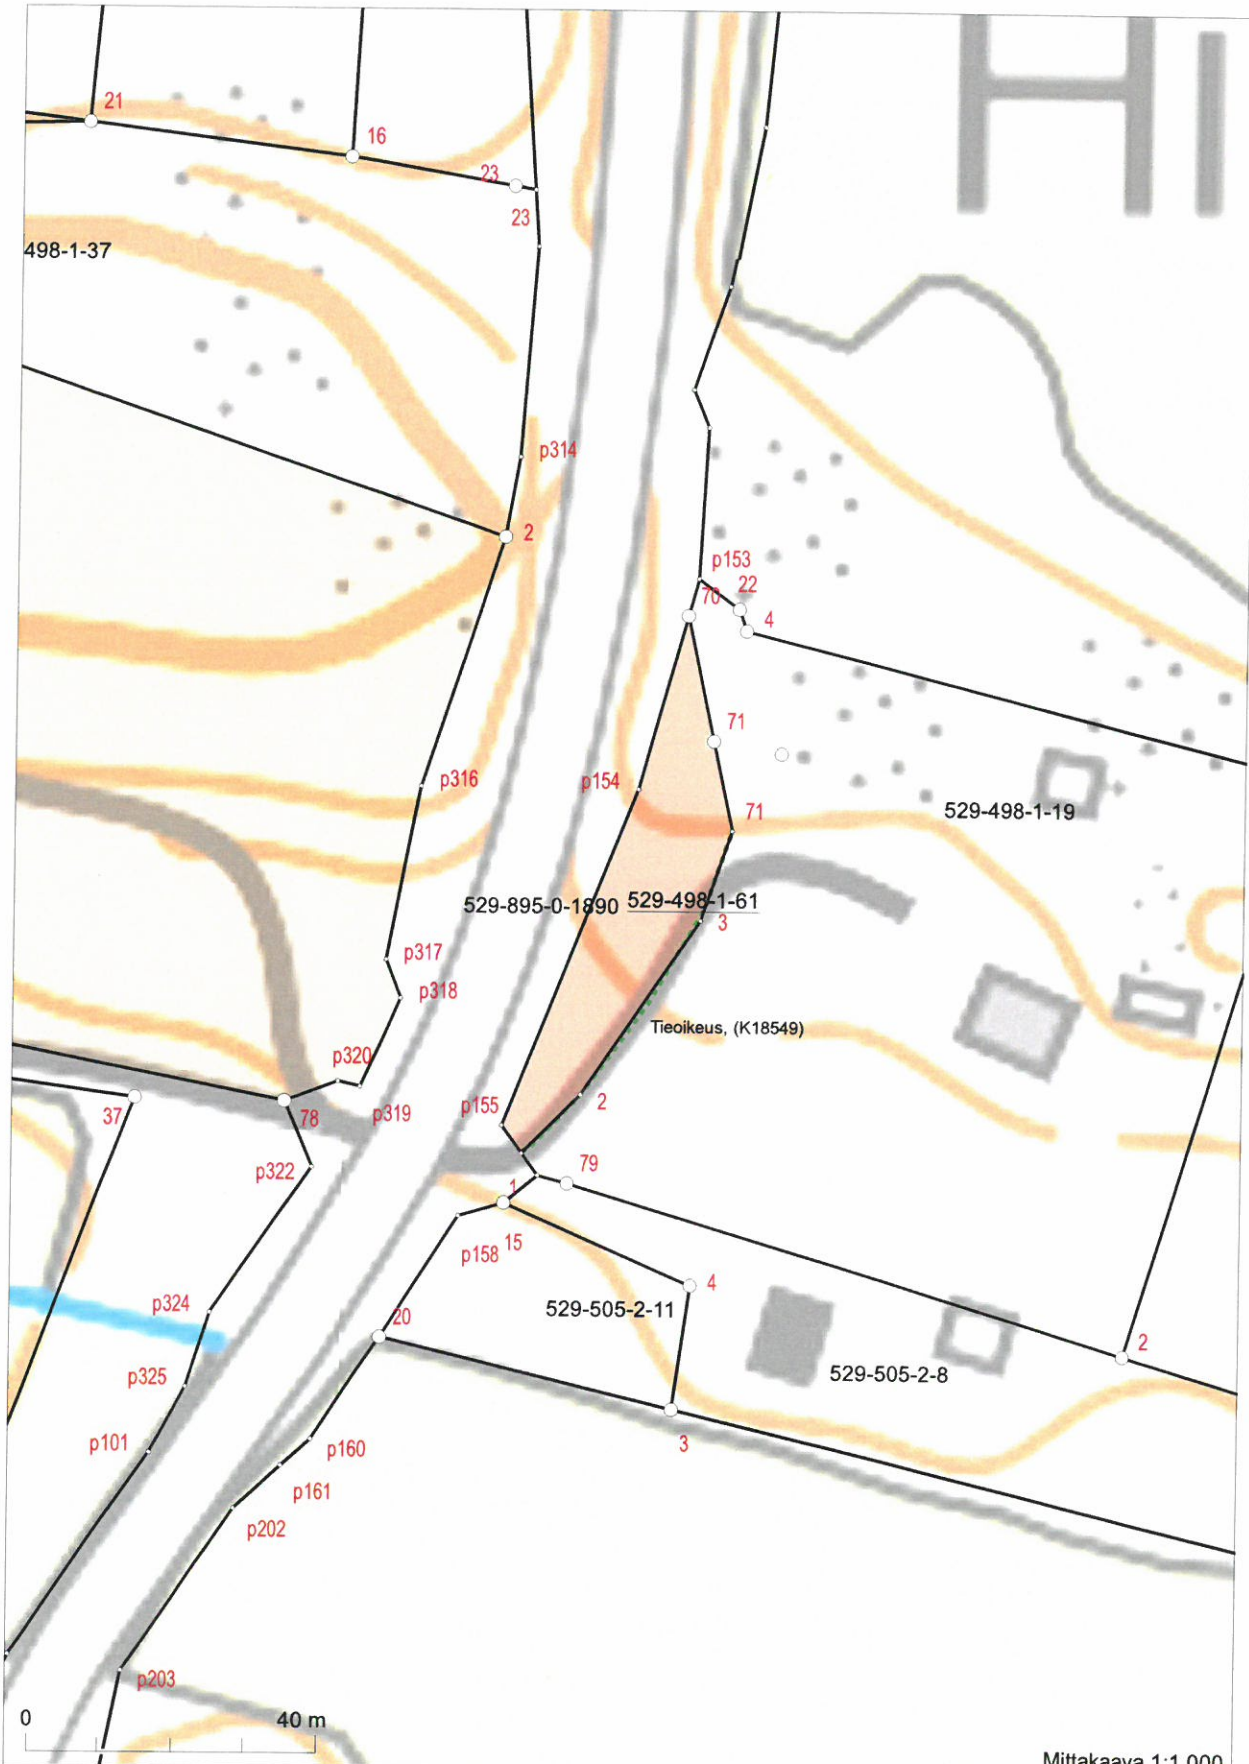 HI
21
16
23
23
498-1-37
p314
2
p153
22
70
4
71
p316
p154
71
529-498-1-19
529-895-0-1890 529-498-1-61
3
p317
p318
Tieoikeus, (K18549)
p320
2
37
78
p319
p155
p322
79
1
p158
15
4
p324
20
529-505-2-11
2
p325
529-505-2-8
p101
p160
3
p161
p202
p203
0
40 m
Mittakaava 1:1 000